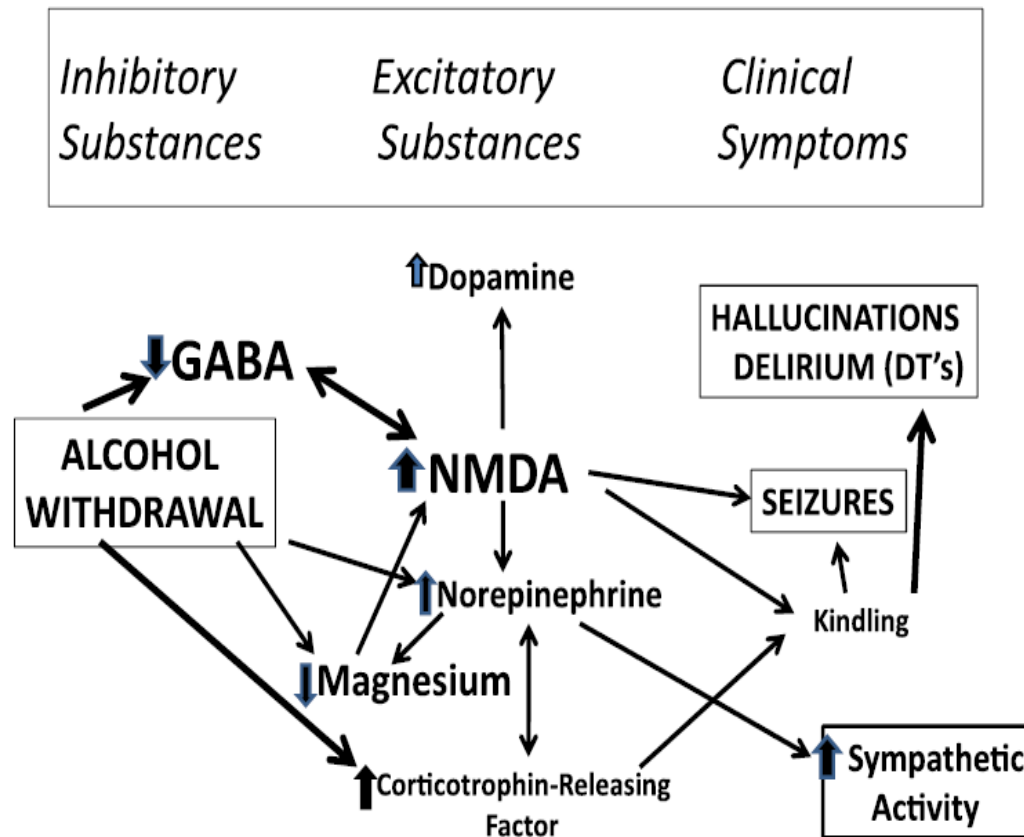 Inhibitory Excitatory Clinical
Substances Substances Symptoms
Dopamine
HALLUCINATIONS
DELIRIUM (DT's)
GABA
ALCOHOL
WITHDRAWAL
NMDA
SEIZURES
Norepinephrine
Kindling
Magnesium
Sympathetic
Activity
Corticotrophin-Releasing
Factor